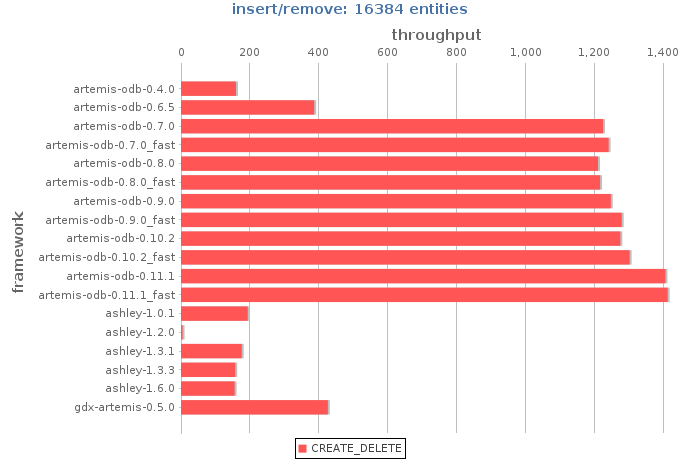 insert/remove: 16384 entities
throughput
0 200 400 600 800 1,000 1,200 1,400
framework
artemis-odb-0.4.0
artemis-odb-0.6.5
artemis-odb-0.7.0
artemis-odb-0.7.0_fast
artemis-odb-0.8.0
artemis-odb-0.8.0_fast
artemis-odb-0.9.0
artemis-odb-0.9.0_fast
artemis-odb-0.10.2
artemis-odb-0.10.2_fast
artemis-odb-0.11.1
artemis-odb-0.11.1_fast
ashley-1.0.1
ashley-1.2.0
ashley-1.3.1
ashley-1.3.3
ashley-1.6.0
gdx-artemis-0.5.0
CREATE_DELETE